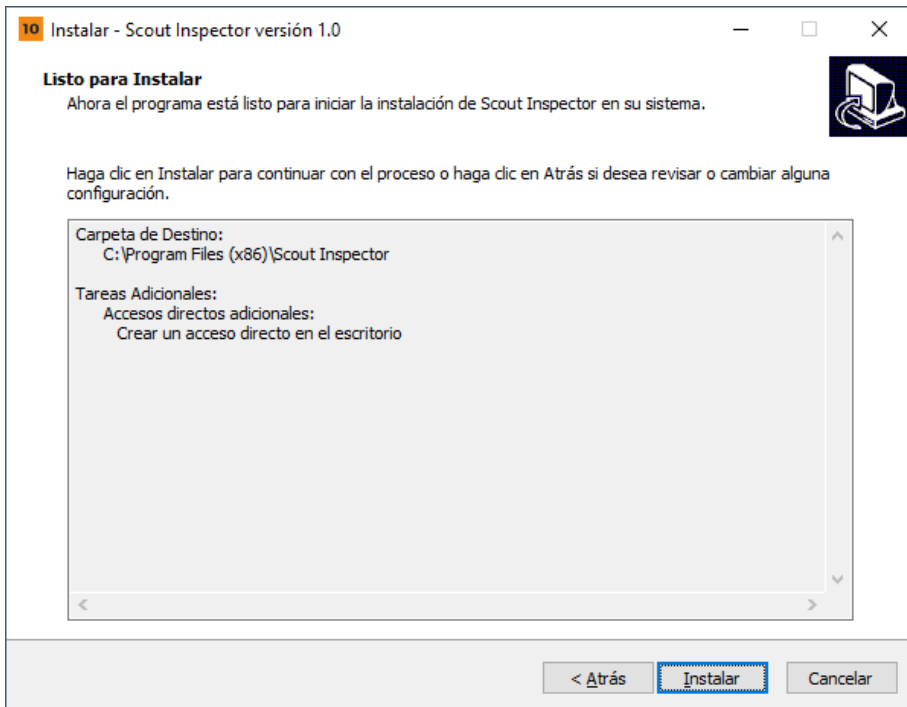 10 Instalar - Scout Inspector versión 1.0
Listo para Instalar
Ahora el programa está listo para iniciar la instalación de Scout Inspector en su sistema.
Haga clic en Instalar para continuar con el proceso o haga clic en Atrás si desea revisar o cambiar alguna
configuración.
Carpeta de Destino:
C:\Program Files (x86)\Scout Inspector
Tareas Adicionales:
Accesos directos adicionales:
Crear un acceso directo en el escritorio
< Atrás Instalar Cancelar